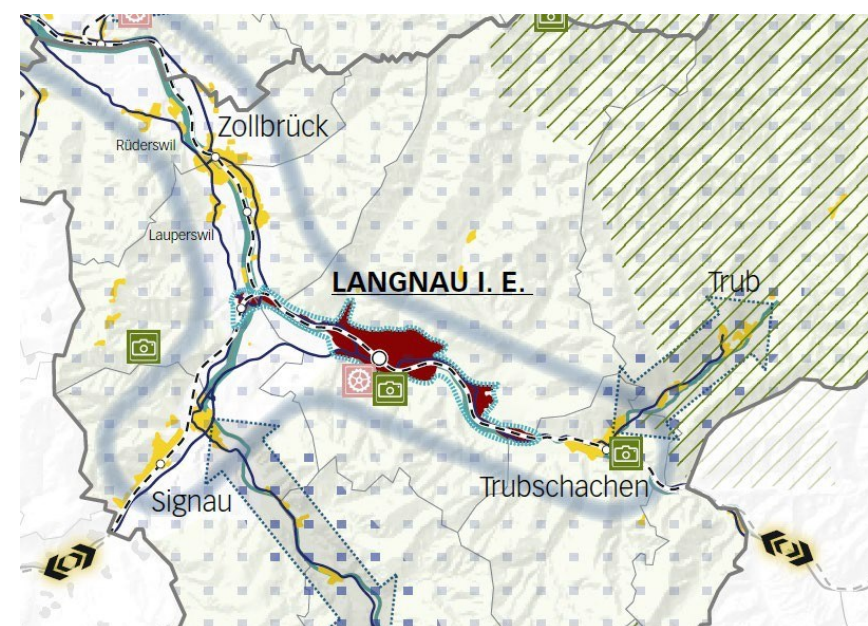 Zollbrück
Rüderswil
Lauperswil
LANGNAU I. E.
Trub
Trubschachen
Signau